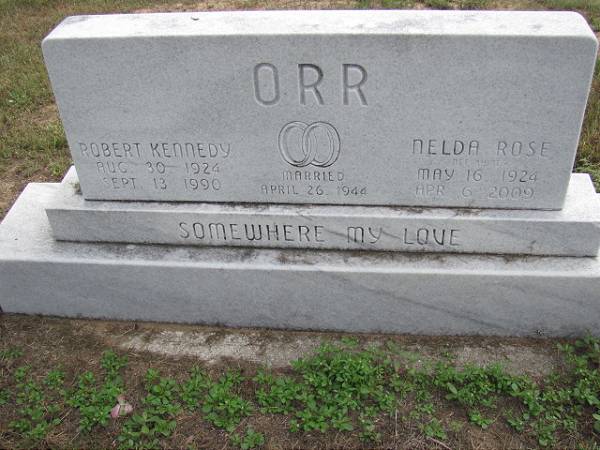 ORR
ROBERT KENNEDY
AUG 30 1924
SEPT. 13 1990
MARRIED
APRIL 26, 1944
NELDA ROSE
MAY 16, 1924
APR 6 2009
SOMEWHERE MY LOVE